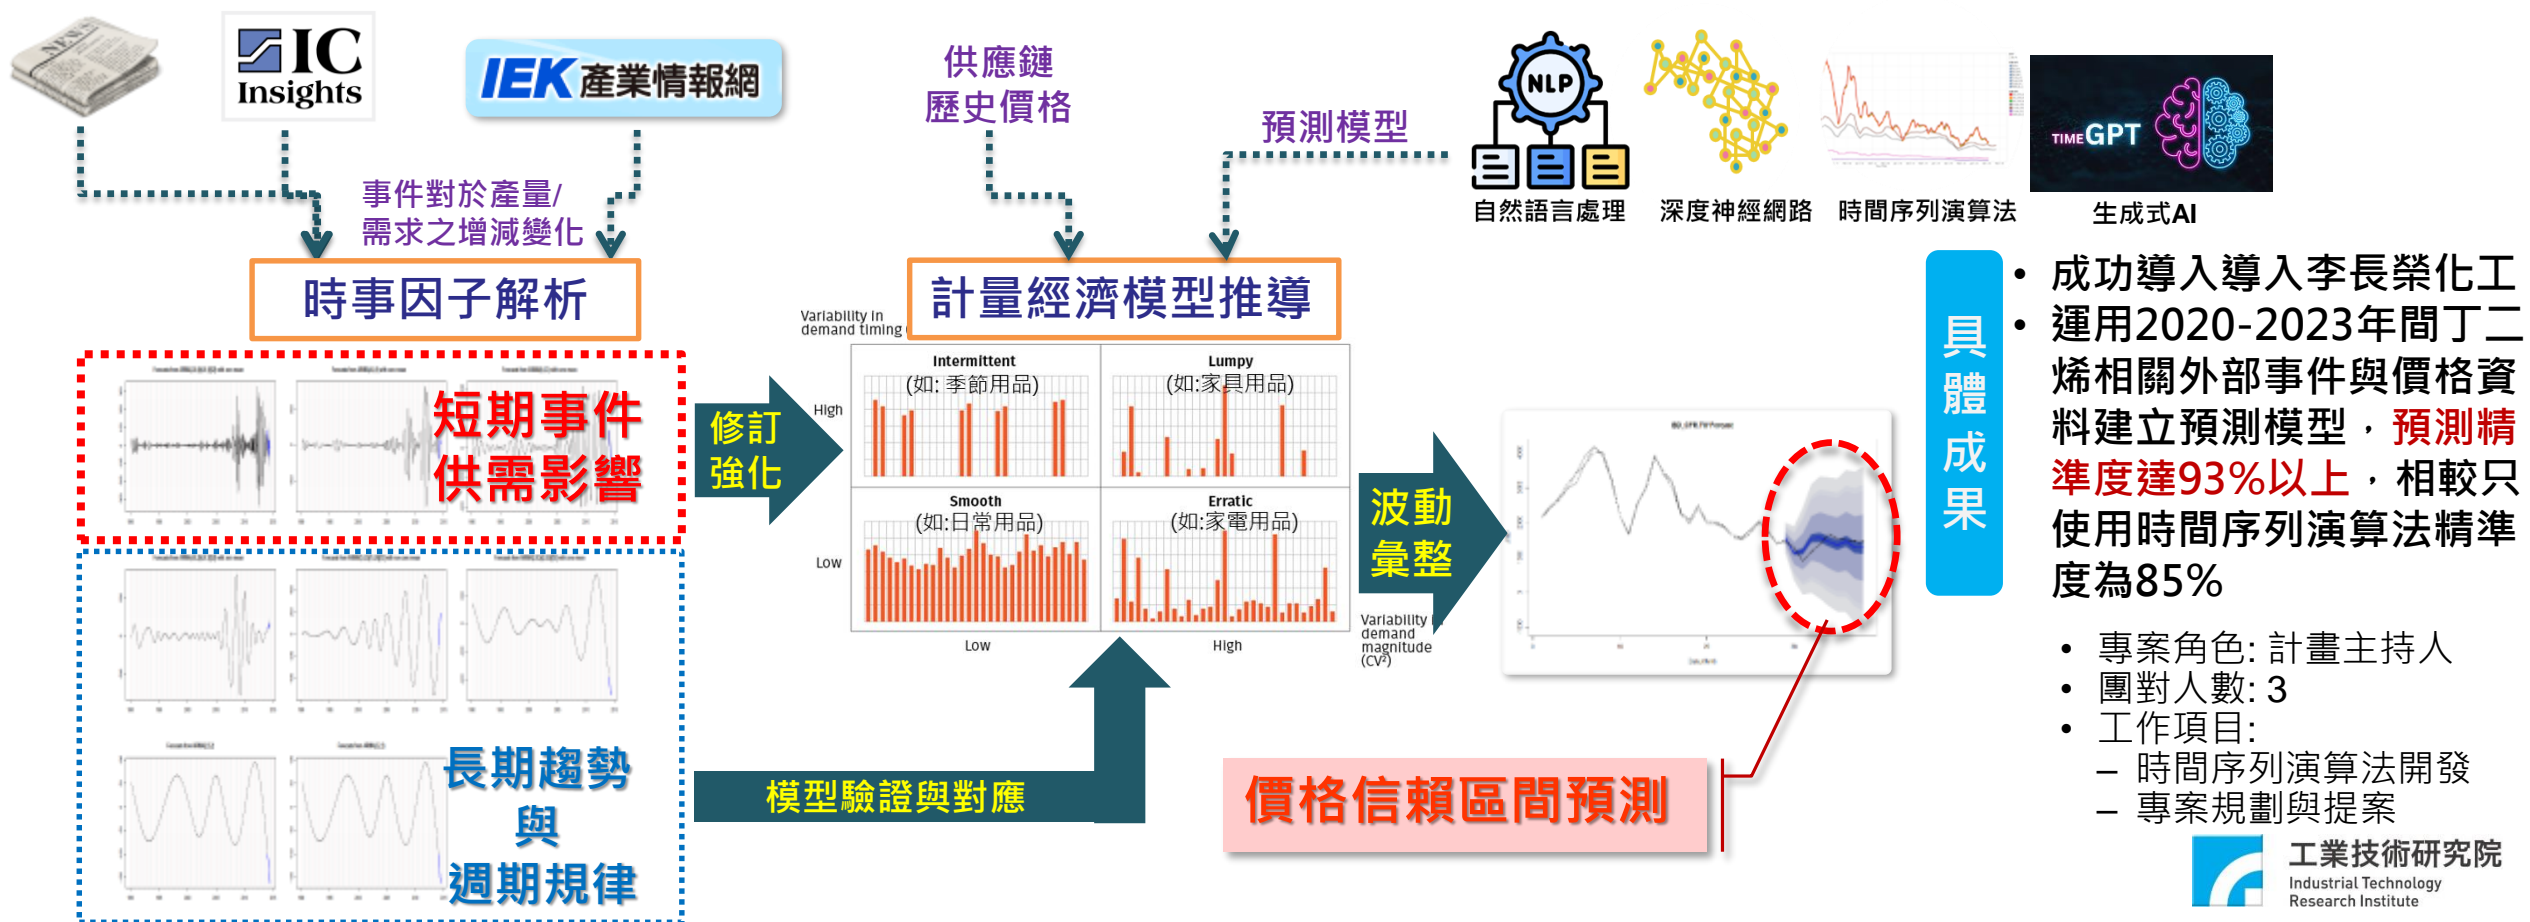 NEWS
IC
Insights
IEK產業情報網
供應鏈
歷史價格
預測模型
NLP
TIME GPT
自然語言處理
深度神經網路
時間序列演算法
生成式AI
事件對於產量/
需求之增減變化
時事因子解析
計量經濟模型推導
短期事件
供需影響
長期趨勢
與
週期規律
修訂
強化
模型驗證與對應
Variability in
demand timing
High
Low
Intermittent
(如: 季節用品)
Lumpy
(如:家具用品)
Smooth
(如:日常用品)
Erratic
(如:家電用品)
Low
High
Variability
demand
magnitude
(CV²)
波動
彙整
價格信賴區間預測
具
體
成
果
• 成功導入導入李長榮化工
• 運用2020-2023年間丁二
烯相關外部事件與價格資
料建立預測模型，預測精
準度達93%以上，相較只
使用時間序列演算法精準
度為85%
• 專案角色: 計畫主持人
• 團對人數: 3
• 工作項目:
– 時間序列演算法開發
– 專案規劃與提案
工業技術研究院
Industrial Technology
Research Institute